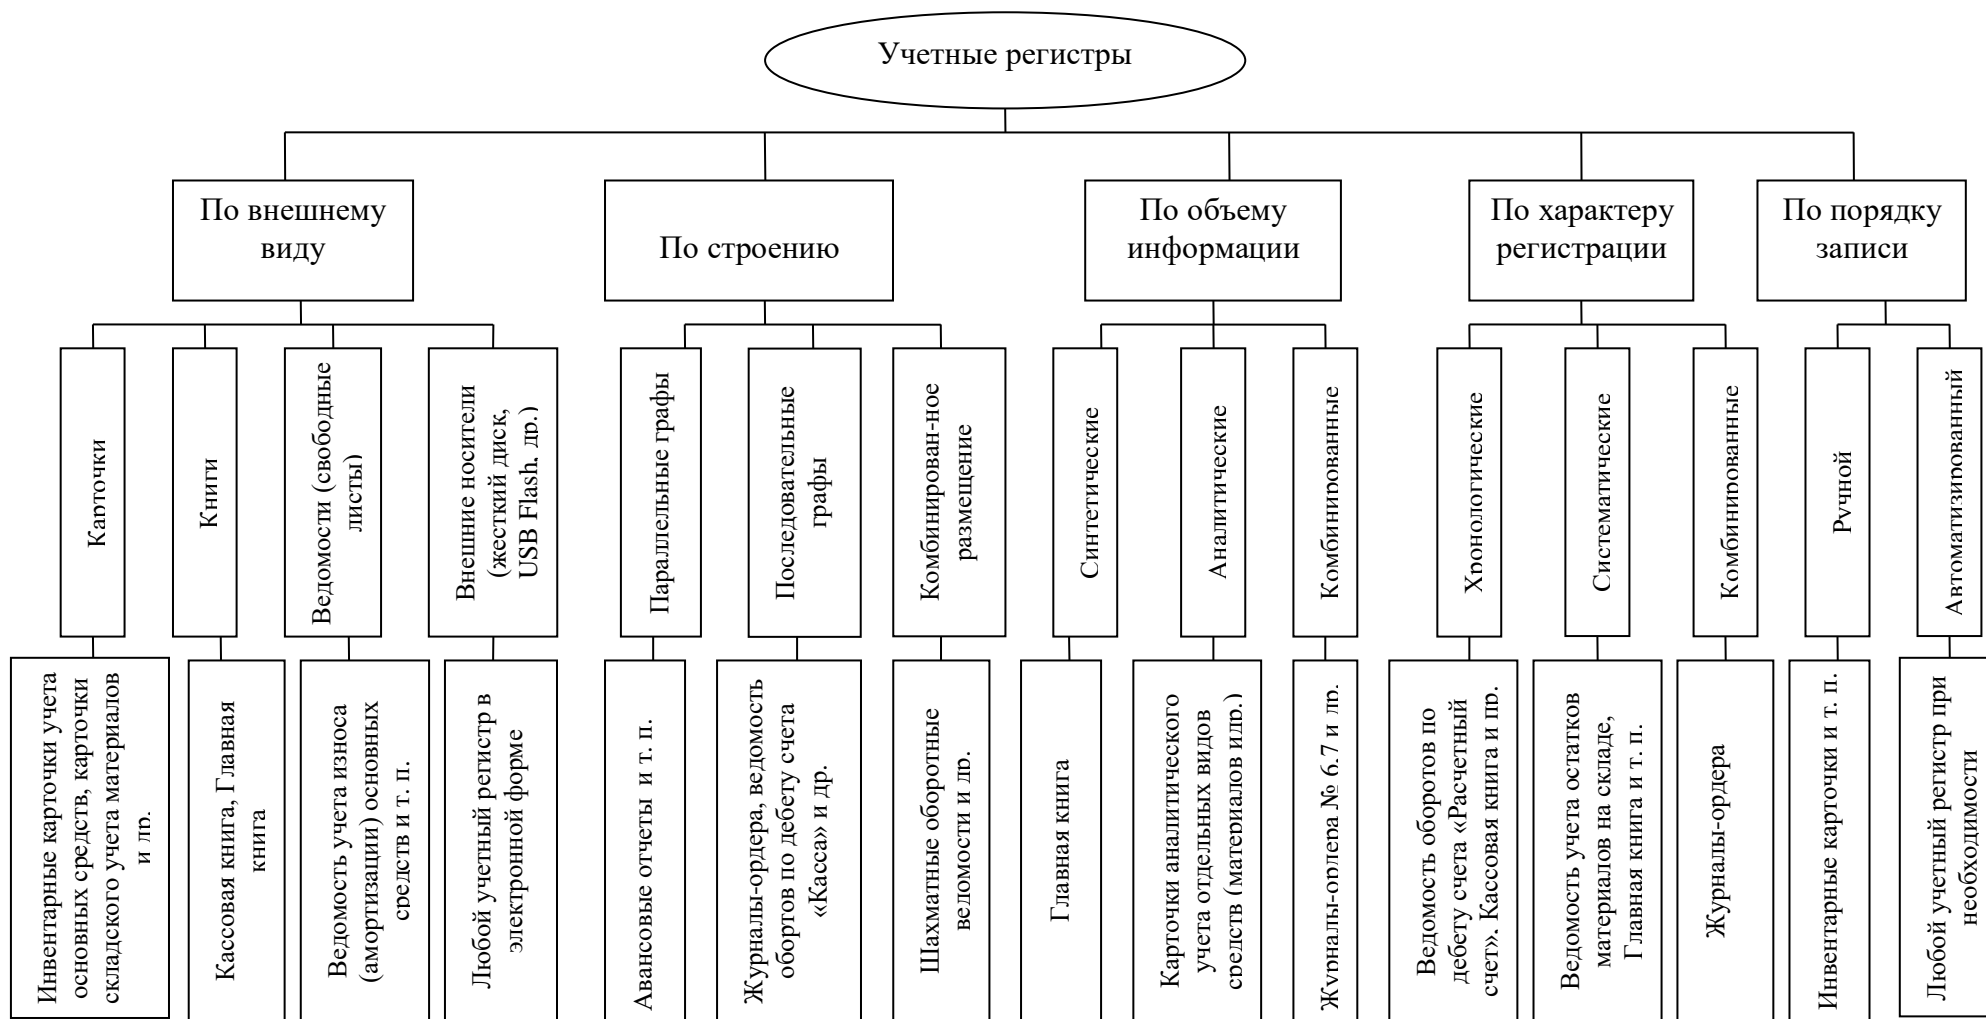 Учетные регистры
По внешнему
виду
По строению
По объему
информации
По характеру
регистрации
По порядку
записи
Карточки
Книги
Ведомости (свободные
листы)
Внешние носители
(жесткий диск,
USB Flash, др.)
Параллельные графы
Последовательные
графы
Комбинирован-ное
размещение
Синтетические
Аналитические
Комбинированные
Хронологические
Систематические
Комбинированные
Ручной
Автоматизированный
Инвентарные карточки учета
основных средств, карточки
складского учета материалов
и др.
Кассовая книга, Главная
книга
Ведомость учета износа
(амортизации) основных
средств и т. п.
Любой учетный регистр в
электронной форме
Авансовые отчеты и т. п.
Журналы-ордера, ведомость
обортов по дебету счета
«Касса» и др.
Шахматные оборотные
ведомости и др.
Главная книга
Карточки аналитического
учета отдельных видов
средств (материалов идр.)
Журналы-ордера № 6,7 и др.
Ведомость оборотов по
дебету счета «Расчетный
счет», Кассовая книга и пр.
Ведомость учета остатков
материалов на складе,
Главная книга и т. п.
Журналы-ордера
Инвентарные карточки и т. п.
Любой учетный регистр при
необходимости